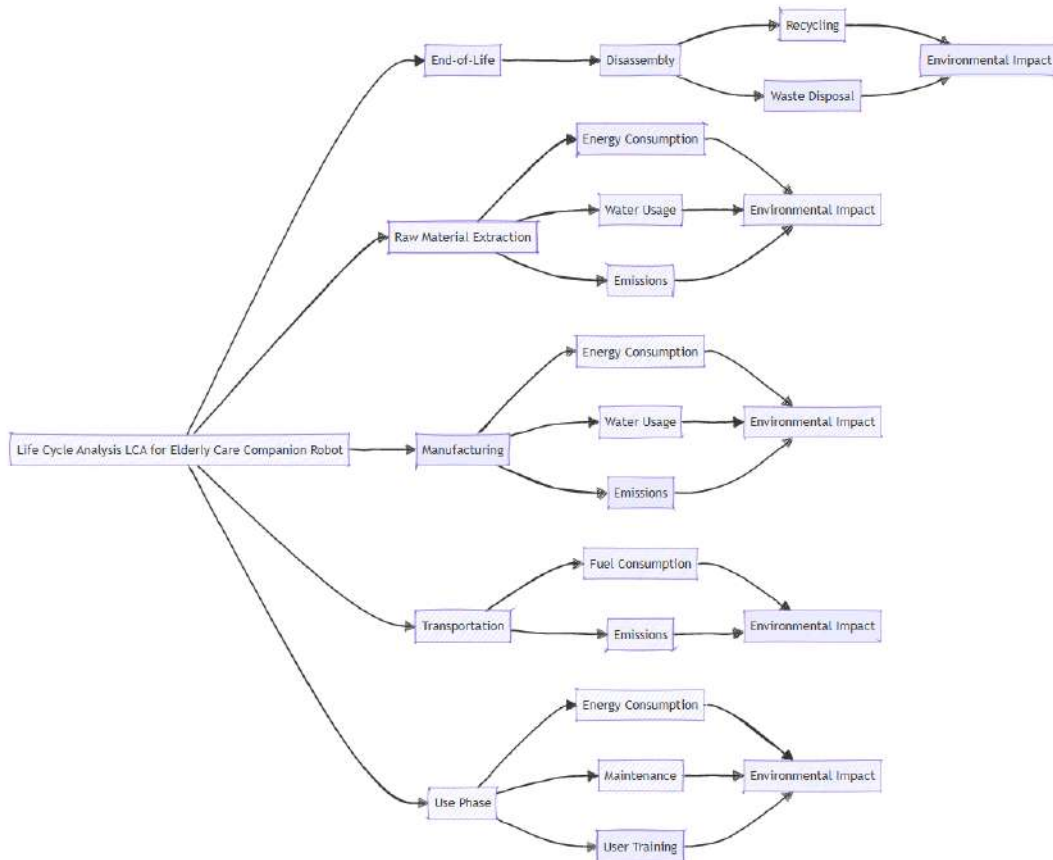 Recycling
End-of-Life
Disassembly
Environmental Impact
Waste Disposal
Energy Consumption
Water Usage
Environmental Impact
Raw Material Extraction
Emissions
Energy Consumption
Water Usage
Environmental Impact
Life Cycle Analysis LCA for Elderly Care Companion Robot
Manufacturing
Emissions
Fuel Consumption
Transportation
Emissions
Environmental Impact
Energy Consumption
Maintenance
Environmental Impact
Use Phase
User Training